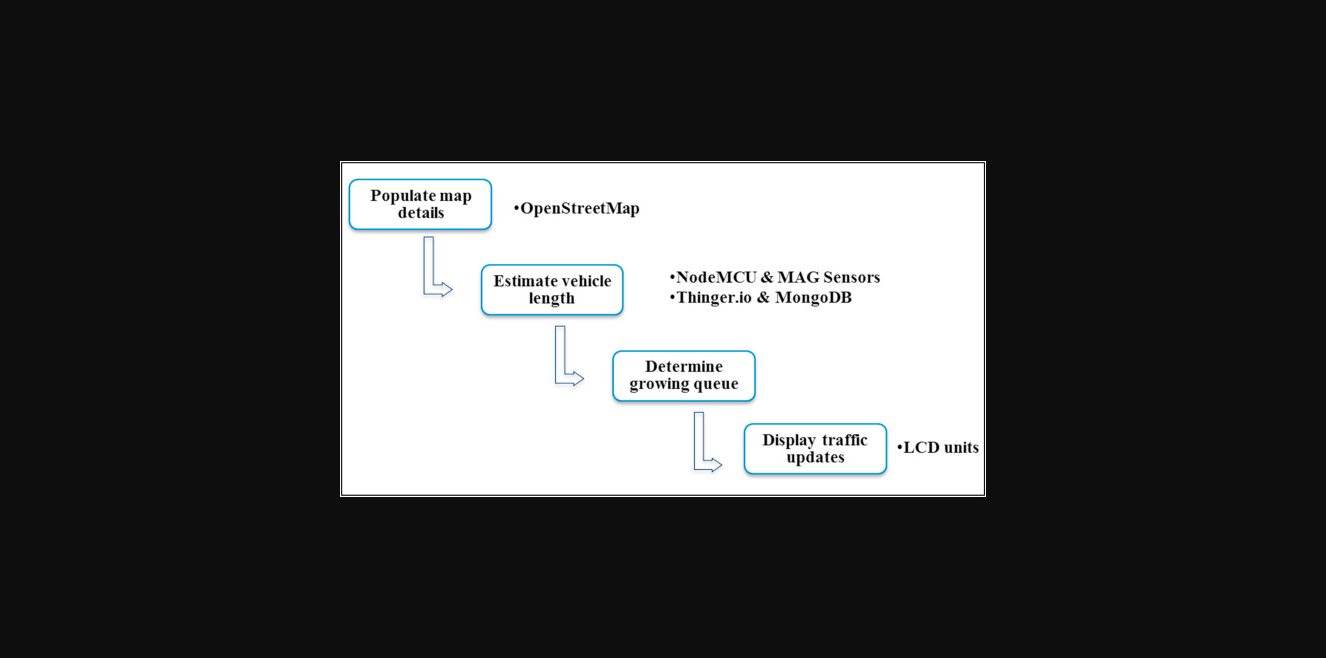 Populate map
details
•OpenStreetMap
Estimate vehicle
length
•NodeMCU & MAG Sensors
•Thinger.io & MongoDB
Determine
growing queue
Display traffic
updates
•LCD units